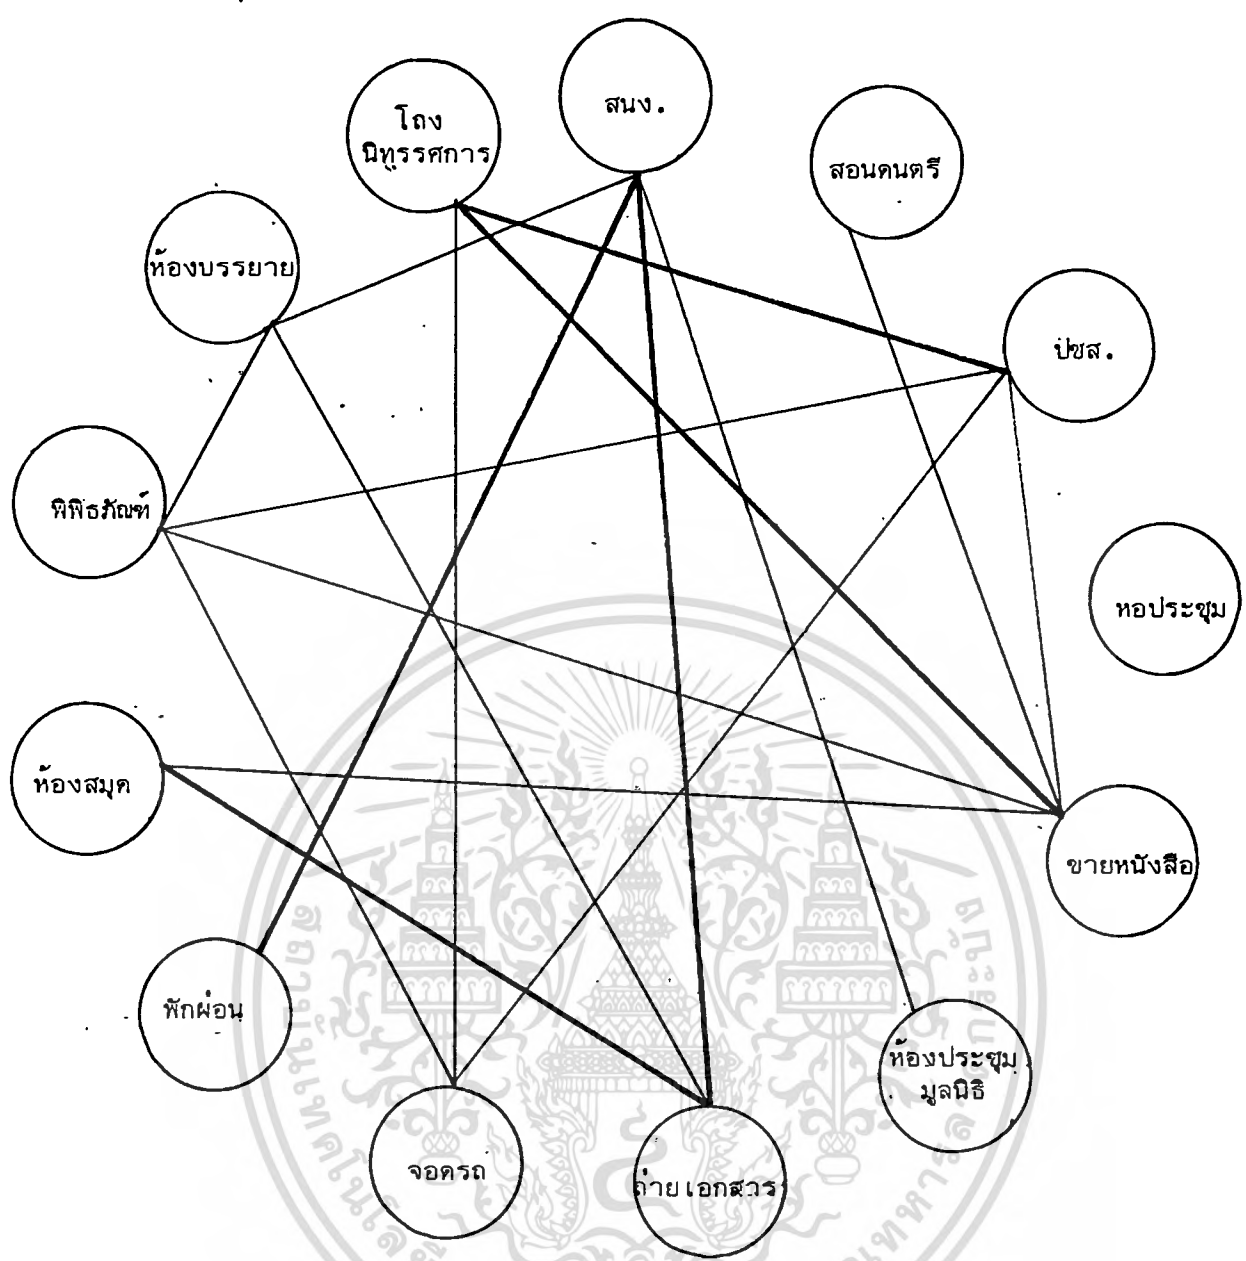 สนง.
โถง
นิทรรศการ
สอนดนตรี
ห้องบรรยาย
ปชส.
พิพิธภัณฑ์
หอประชุม
ห้องสมุด
ขายหนังสือ
พักผ่อน
ห้องประชุม
มูลนิธิ
จอดรถ
ถ่ายเอกสาร